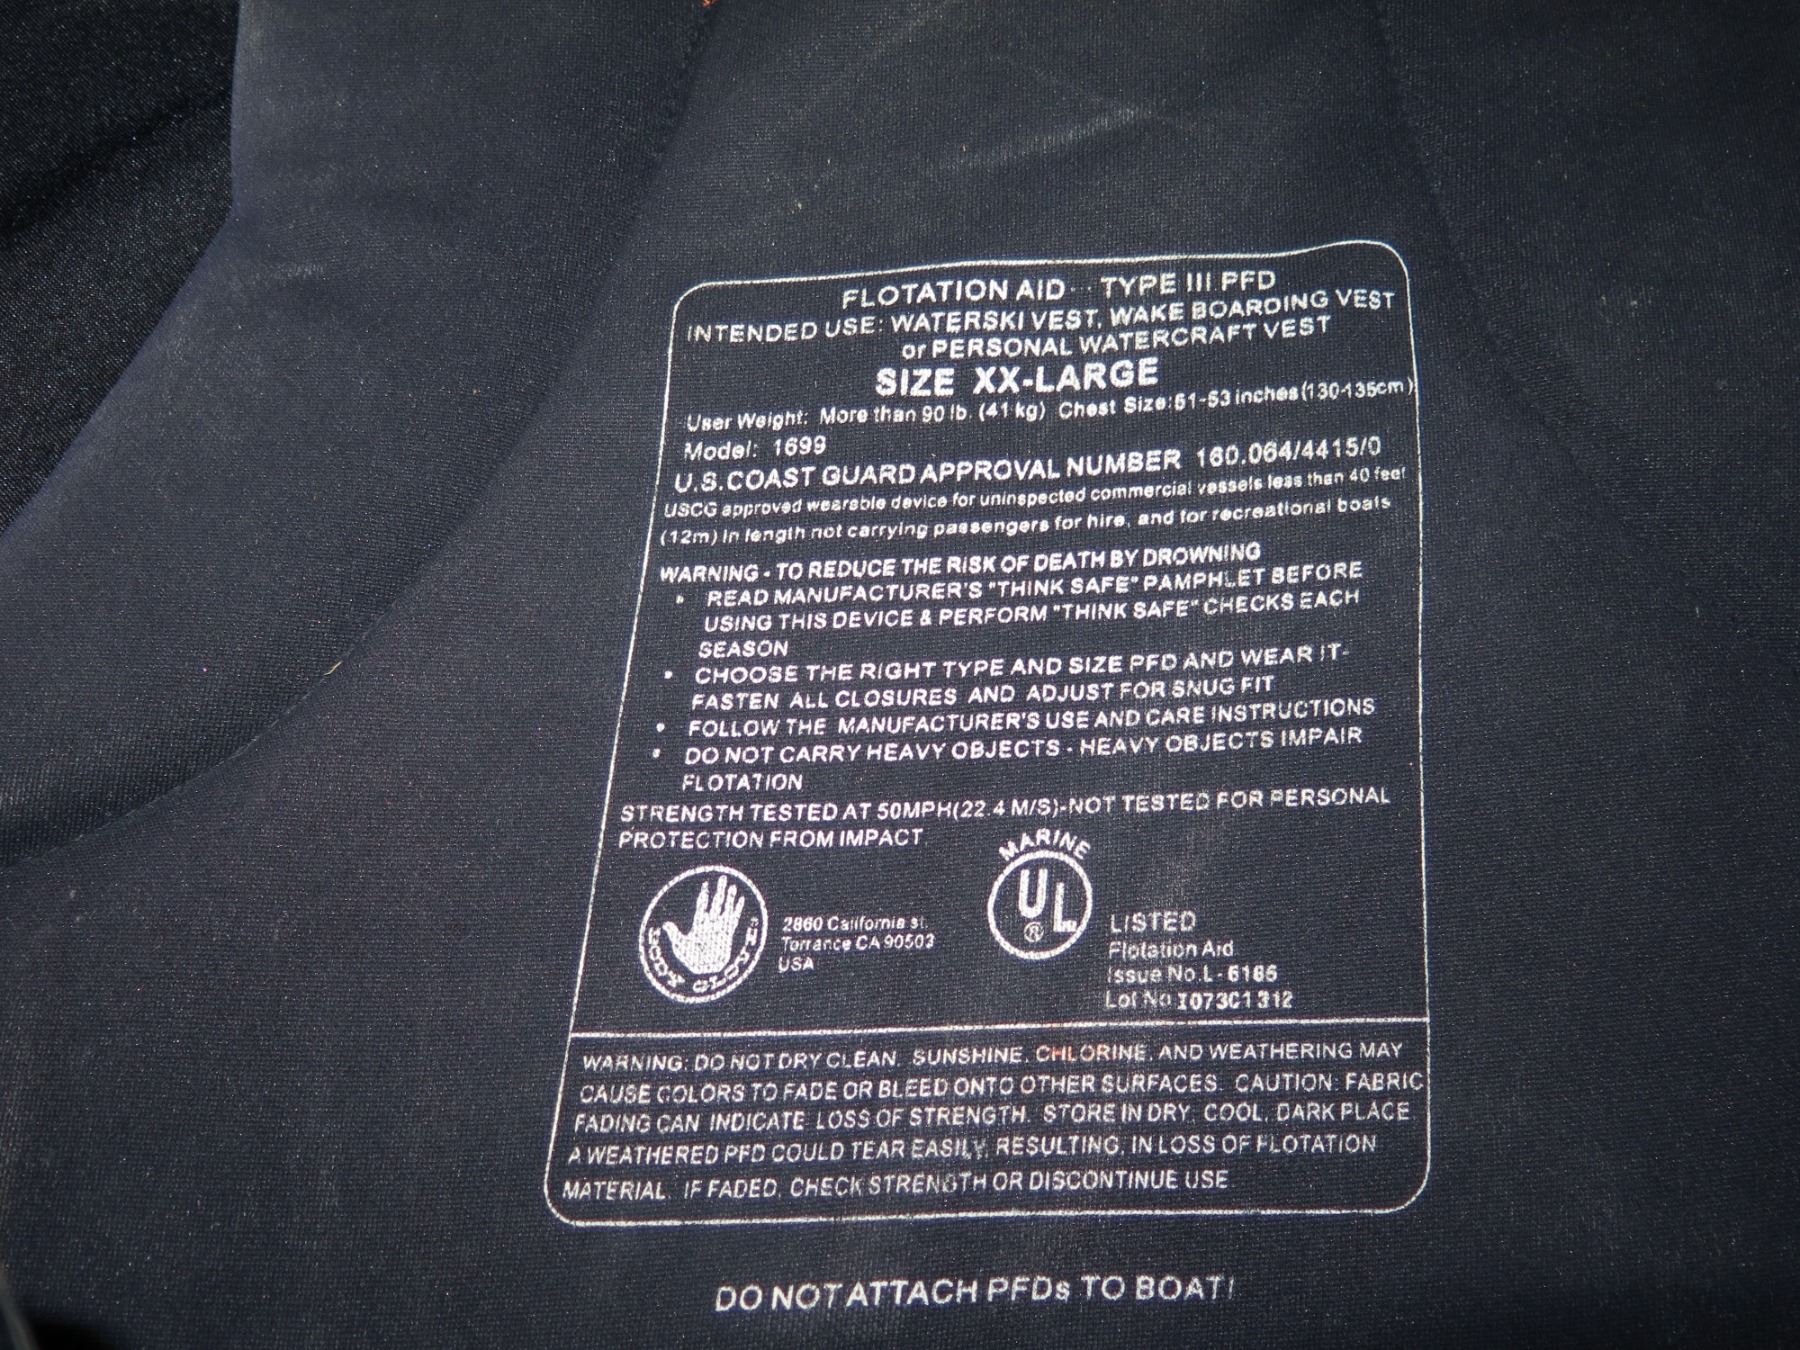 FLOTATION AID - - TYPE III PFD
INTENDED USE: WATERSKI VEST, WAKE BOARDING VEST
or PERSONAL WATERCRAFT VEST
SIZE XX-LARGE
User Weight: More than 90 lb. (41 kg) Chest Size:51-53 inches (130-135cm)
Model: 1699
U.S.COAST GUARD APPROVAL NUMBER 160.064/4415/0
USCG approved wearable device for uninspected commercial vessels less than 40 feet
(12m) in length not carrying passengers for hire, and for recreational boats
WARNING - TO REDUCE THE RISK OF DEATH BY DROWNING
• READ MANUFACTURER'S "THINK SAFE" PAMPHLET BEFORE
USING THIS DEVICE & PERFORM "THINK SAFE" CHECKS EACH
SEASON
• CHOOSE THE RIGHT TYPE AND SIZE PFD AND WEAR IT-
FASTEN ALL CLOSURES AND ADJUST FOR SNUG FIT
• FOLLOW THE MANUFACTURER'S USE AND CARE INSTRUCTIONS
• DO NOT CARRY HEAVY OBJECTS - HEAVY OBJECTS IMPAIR
FLOTATION
STRENGTH TESTED AT 50MPH(22.4 M/S)-NOT TESTED FOR PERSONAL
PROTECTION FROM IMPACT.
BODY GLOVE
2860 California st.
Torrance CA 90503
USA
MARINE
UL
®
LISTED
Flotation Aid
Issue No.L - 6186
Lot No I073C1312
WARNING: DO NOT DRY CLEAN. SUNSHINE, CHLORINE, AND WEATHERING MAY
CAUSE COLORS TO FADE OR BLEED ONTO OTHER SURFACES. CAUTION: FABRIC
FADING CAN INDICATE LOSS OF STRENGTH. STORE IN DRY, COOL, DARK PLACE.
A WEATHERED PFD COULD TEAR EASILY, RESULTING, IN LOSS OF FLOTATION
MATERIAL. IF FADED, CHECK STRENGTH OR DISCONTINUE USE.
DO NOT ATTACH PFDs TO BOAT!